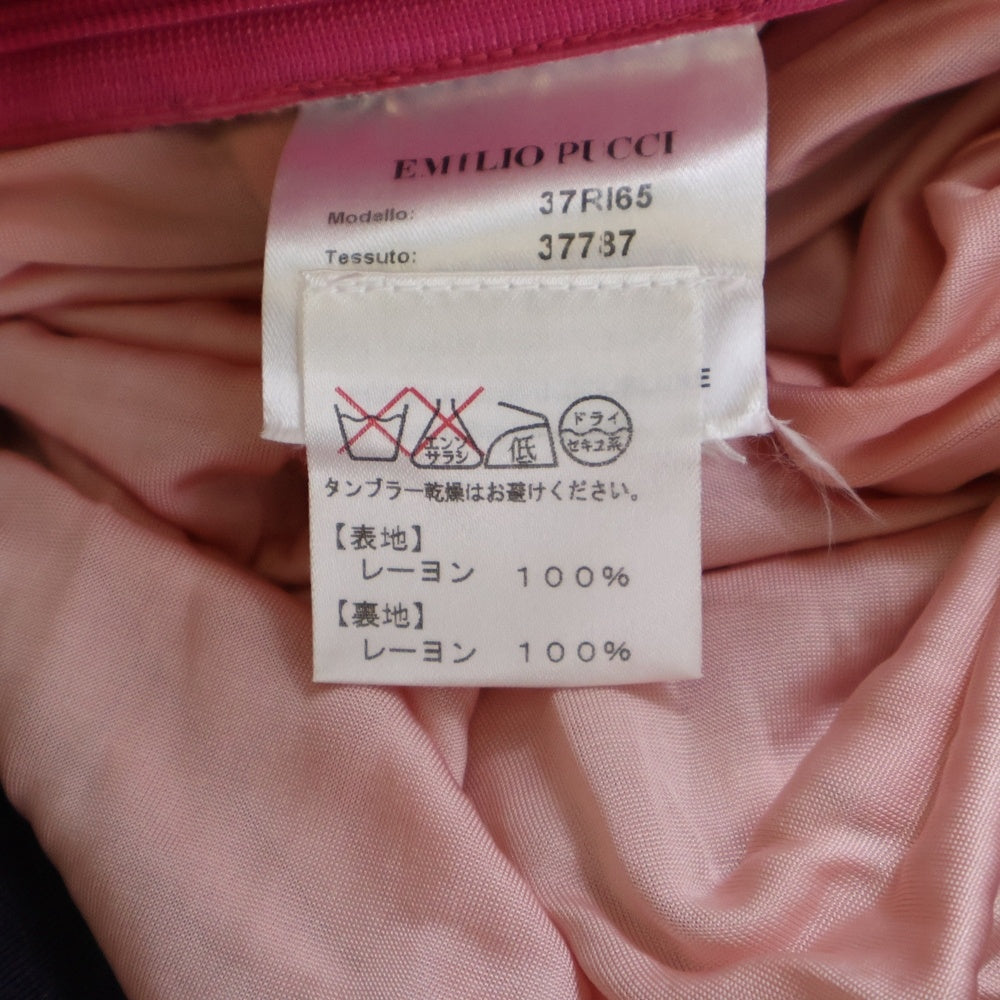 EMILIO PUCCI
Modello: 37RI65
Tessuto: 37787
E
エンソ
サラシ
低
ドライ
セキユ系
タンブラー乾燥はお避けください。
【表地】
レーヨン 100%
【裏地】
レーヨン 100%